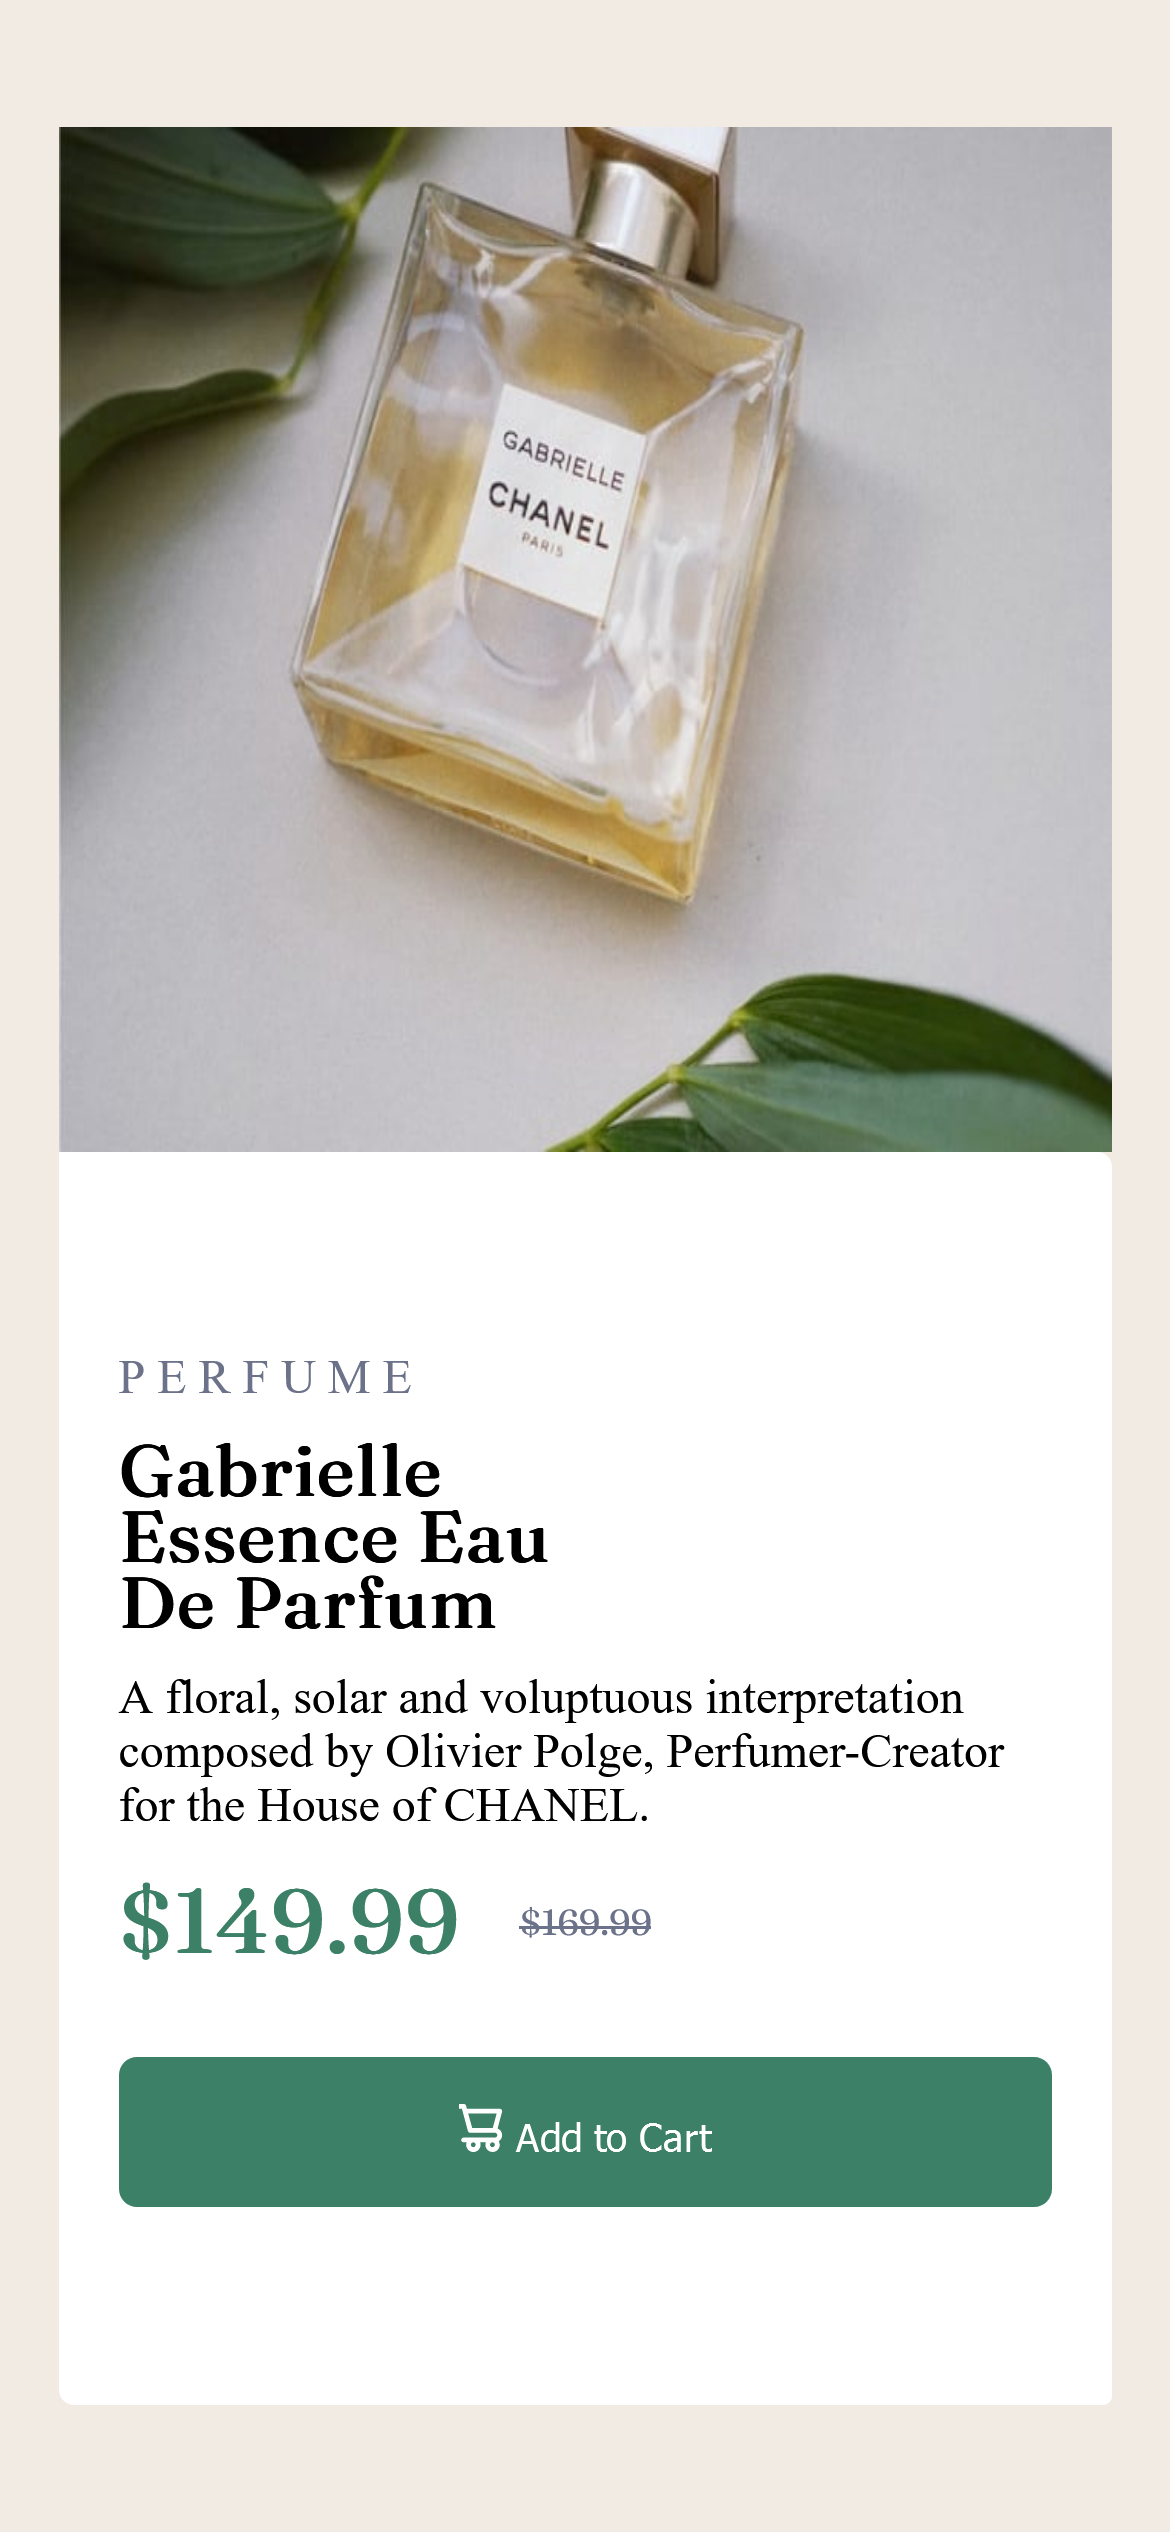 GABRIELLE
CHANEL
PARIS
PERFUME
Gabrielle
Essence Eau
De Parfum
A floral, solar and voluptuous interpretation
composed by Olivier Polge, Perfumer-Creator
for the House of CHANEL.
$149.99 $169.99
Add to Cart